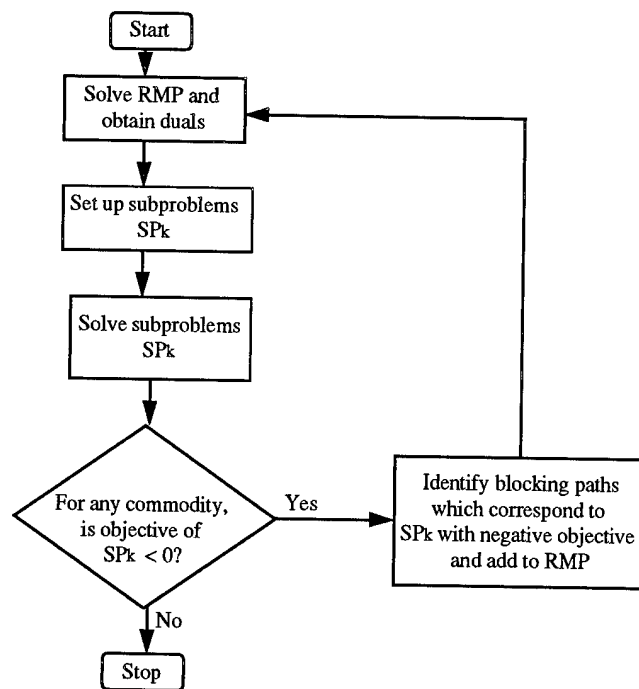 Start
Solve RMP and
obtain duals
Set up subproblems
SPk
Solve subproblems
SPk
For any commodity,
is objective of
SPk < 0?
Yes
Identify blocking paths
which correspond to
SPk with negative objective
and add to RMP
No
Stop